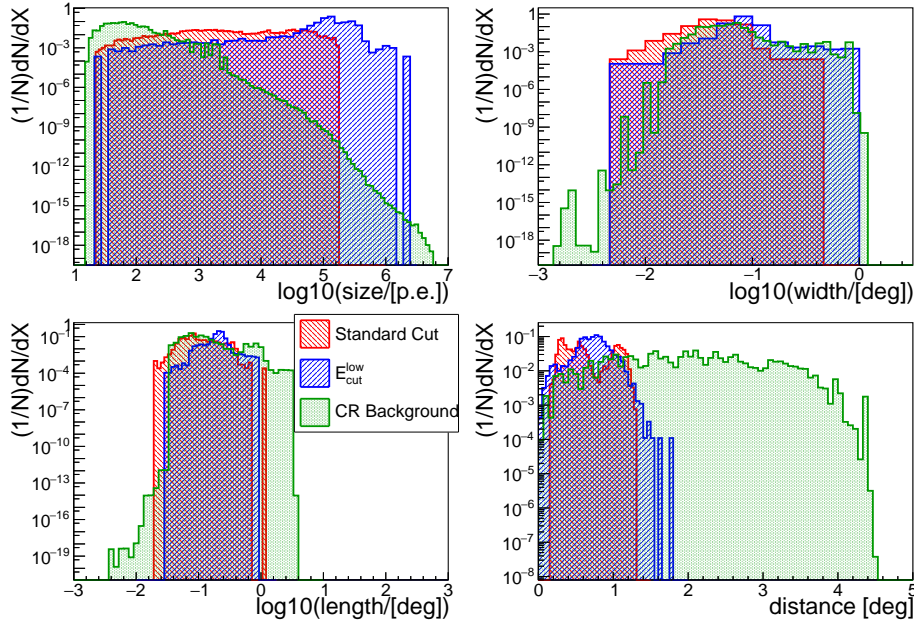 (1/N)dN/dX
1
10⁻³
10⁻⁶
10⁻⁹
10⁻¹²
10⁻¹⁵
10⁻¹⁸
1 2 3 4 5 6 7
log10(size/[p.e.])
(1/N)dN/dX
1
10⁻³
10⁻⁶
10⁻⁹
10⁻¹²
10⁻¹⁵
10⁻¹⁸
−3 −2 −1 0
log10(width/[deg])
(1/N)dN/dX
10⁻¹
10⁻⁴
10⁻⁷
10⁻¹⁰
10⁻¹³
10⁻¹⁶
10⁻¹⁹
−3 −2 −1 0 1 2 3
log10(length/[deg])
Standard Cut
E^low_cut
CR Background
(1/N)dN/dX
10⁻¹
10⁻²
10⁻³
10⁻⁴
10⁻⁵
10⁻⁶
10⁻⁷
10⁻⁸
0 1 2 3 4 5
distance [deg]